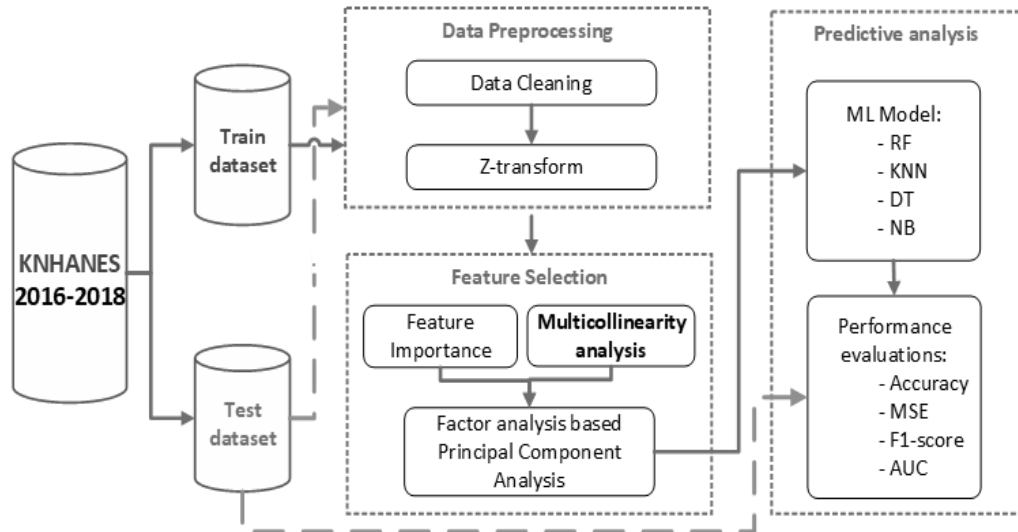 KNHANES
2016-2018
Train
dataset
Test
dataset
Data Preprocessing
Data Cleaning
Z-transform
Feature Selection
Feature
Importance
Multicollinearity
analysis
Factor analysis based
Principal Component
Analysis
Predictive analysis
ML Model:
- RF
- KNN
- DT
- NB
Performance
evaluations:
- Accuracy
- MSE
- F1-score
- AUC